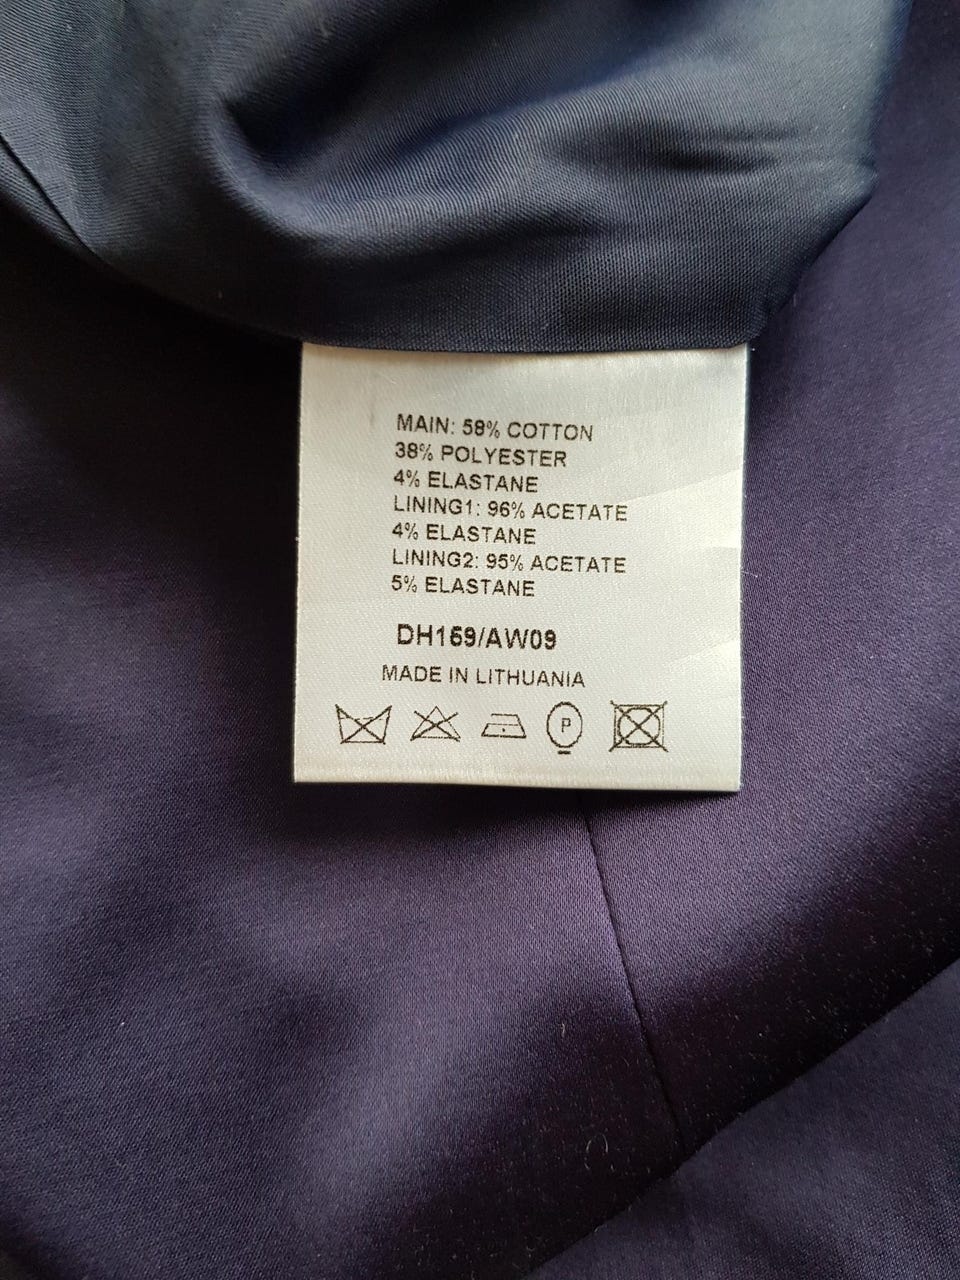 MAIN: 58% COTTON
38% POLYESTER
4% ELASTANE
LINING1: 96% ACETATE
4% ELASTANE
LINING2: 95% ACETATE
5% ELASTANE
DH169/AW09
MADE IN LITHUANIA
P